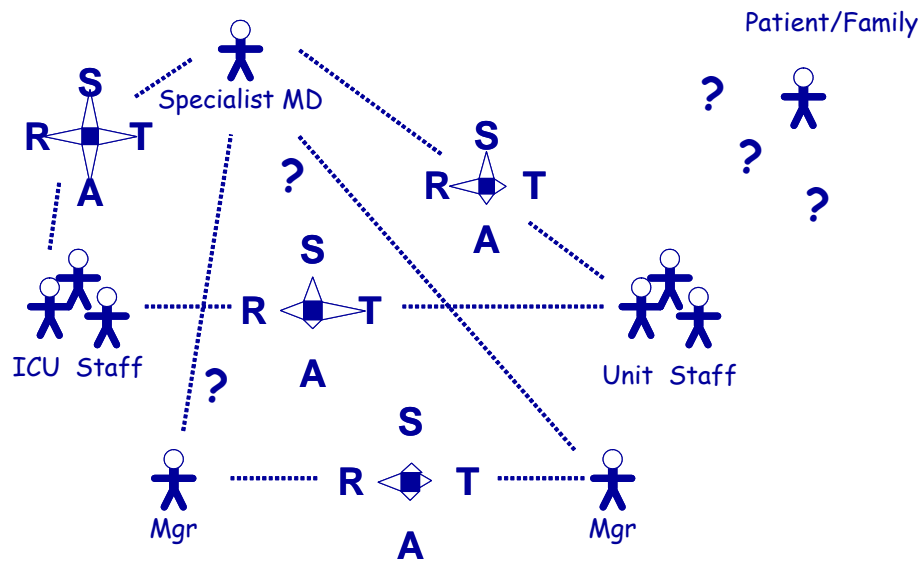 Patient/Family
Specialist MD
S
R T
A
?
?
?
?
S
R T
A
S
R T
A
ICU Staff
Unit Staff
?
S
R T
A
Mgr
Mgr